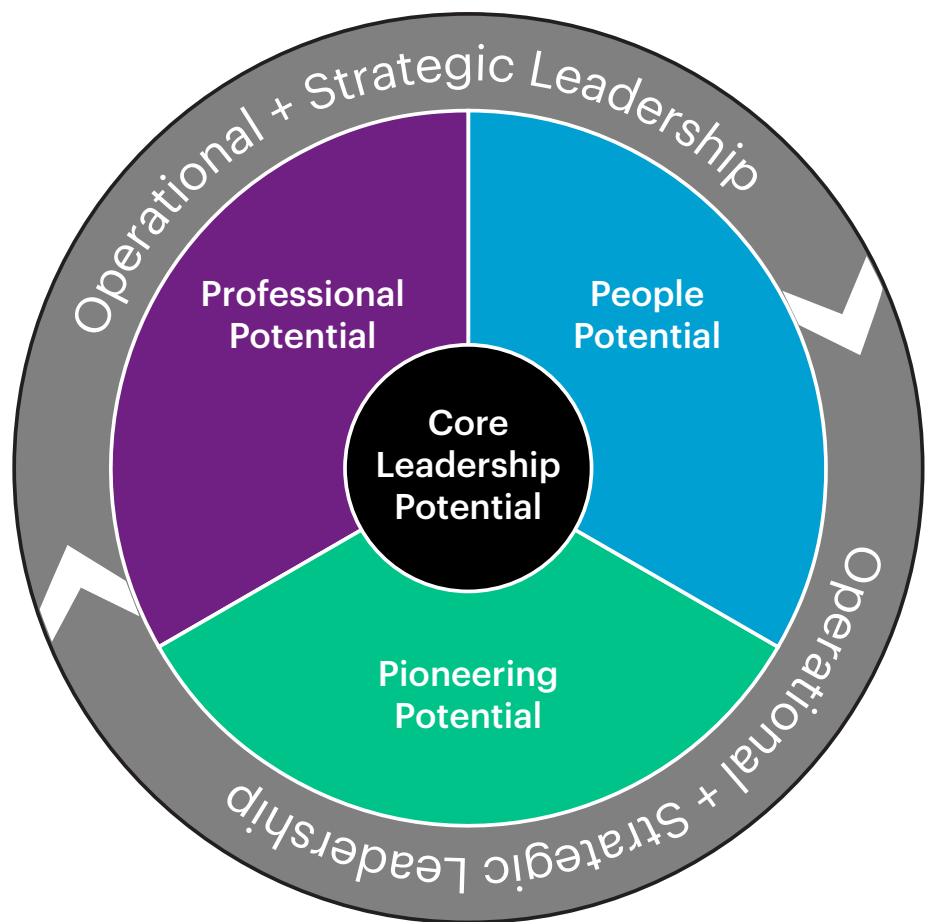 Operational + Strategic Leadership
Professional
Potential
People
Potential
Core
Leadership
Potential
Pioneering
Potential
Operational + Strategic Leadership